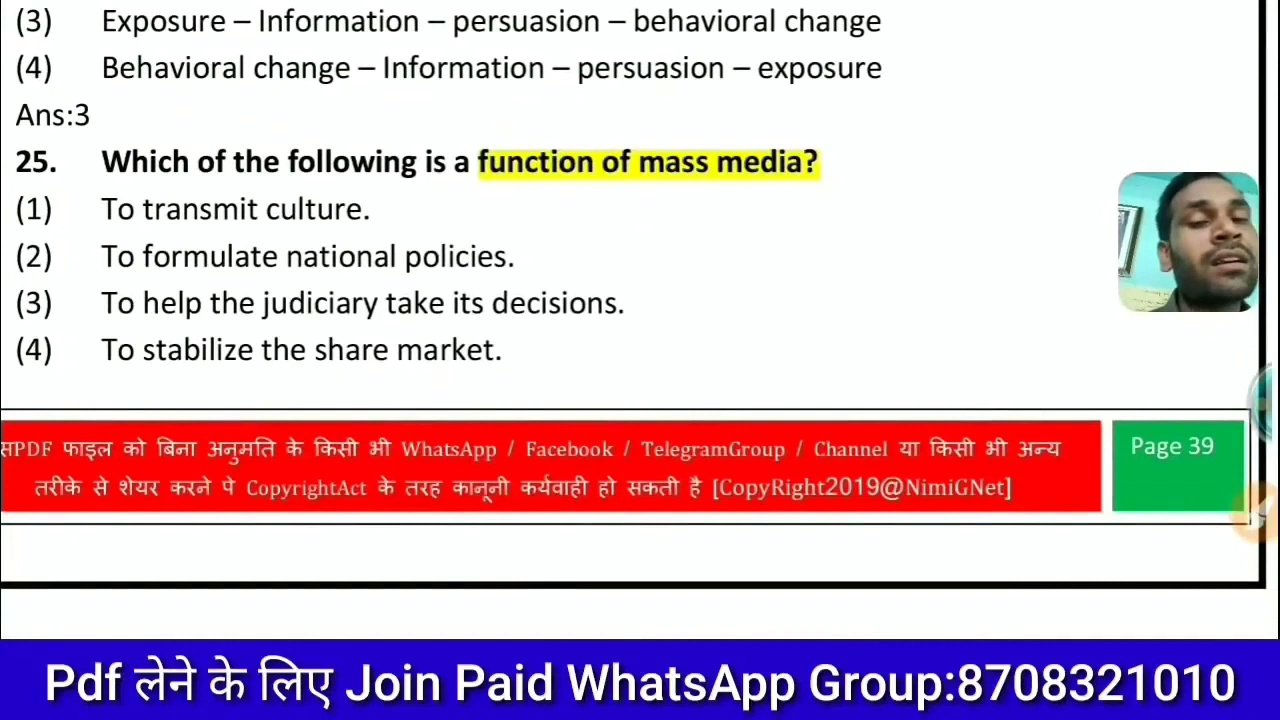 (3) Exposure – Information – persuasion – behavioral change
(4) Behavioral change – Information – persuasion – exposure
Ans:3
25. Which of the following is a function of mass media?
(1) To transmit culture.
(2) To formulate national policies.
(3) To help the judiciary take its decisions.
(4) To stabilize the share market.
सPDF फाइल को बिना अनुमति के किसी भी WhatsApp / Facebook / TelegramGroup / Channel या किसी भी अन्य
तरीके से शेयर करने पे CopyrightAct के तरह कानूनी कर्यवाही हो सकती है [CopyRight2019@NimiGNet]
Page 39
Pdf लेने के लिए Join Paid WhatsApp Group:8708321010